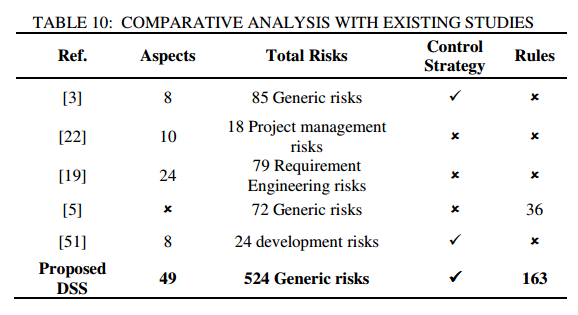 TABLE 10: COMPARATIVE ANALYSIS WITH EXISTING STUDIES
Ref. Aspects Total Risks Control Strategy Rules
[3] 8 85 Generic risks ✓ ×
[22] 10 18 Project management risks × ×
[19] 24 79 Requirement Engineering risks × ×
[5] × 72 Generic risks × 36
[51] 8 24 development risks ✓ ×
Proposed DSS 49 524 Generic risks ✓ 163